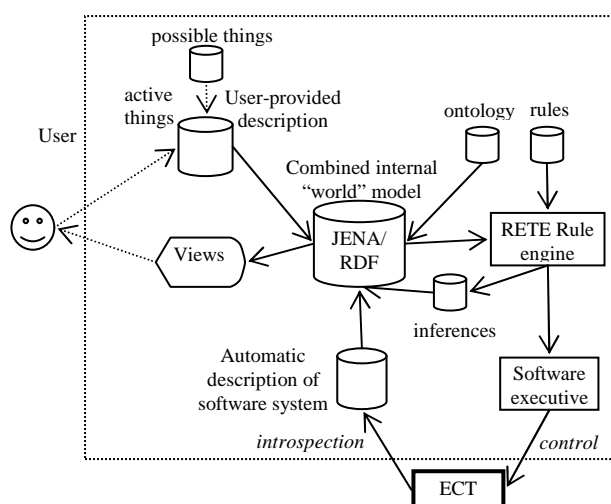 possible things
active
things
User-provided
description
ontology
rules
User
Combined internal
“world” model
JENA/
RDF
RETE Rule
engine
Views
inferences
Automatic
description of
software system
Software
executive
introspection
control
ECT